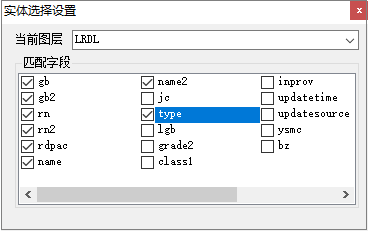 实体选择设置
x
当前图层 LRDL
匹配字段
gb name2 inprov
gb2 jc updatetime
rn type updatesource
rn2 lgb ysmc
rdpac grade2 bz
name class1